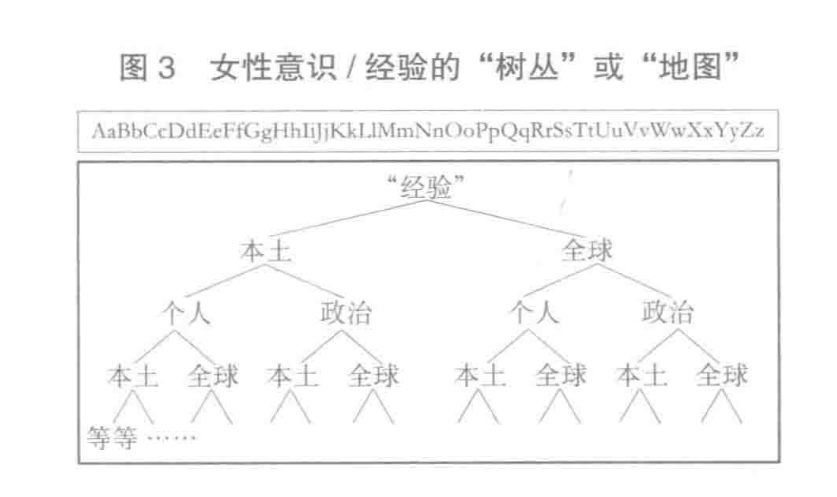 图 3 女性意识 / 经验的“树丛”或“地图”
AaBbCcDdEeFfGgHhIiJjKkLlMmNnOoPpQqRrSsTtUuVvWwXxYyZz
“经验”
本土 全球
个人 政治 个人 政治
本土 全球 本土 全球 本土 全球 本土 全球
等等 ……